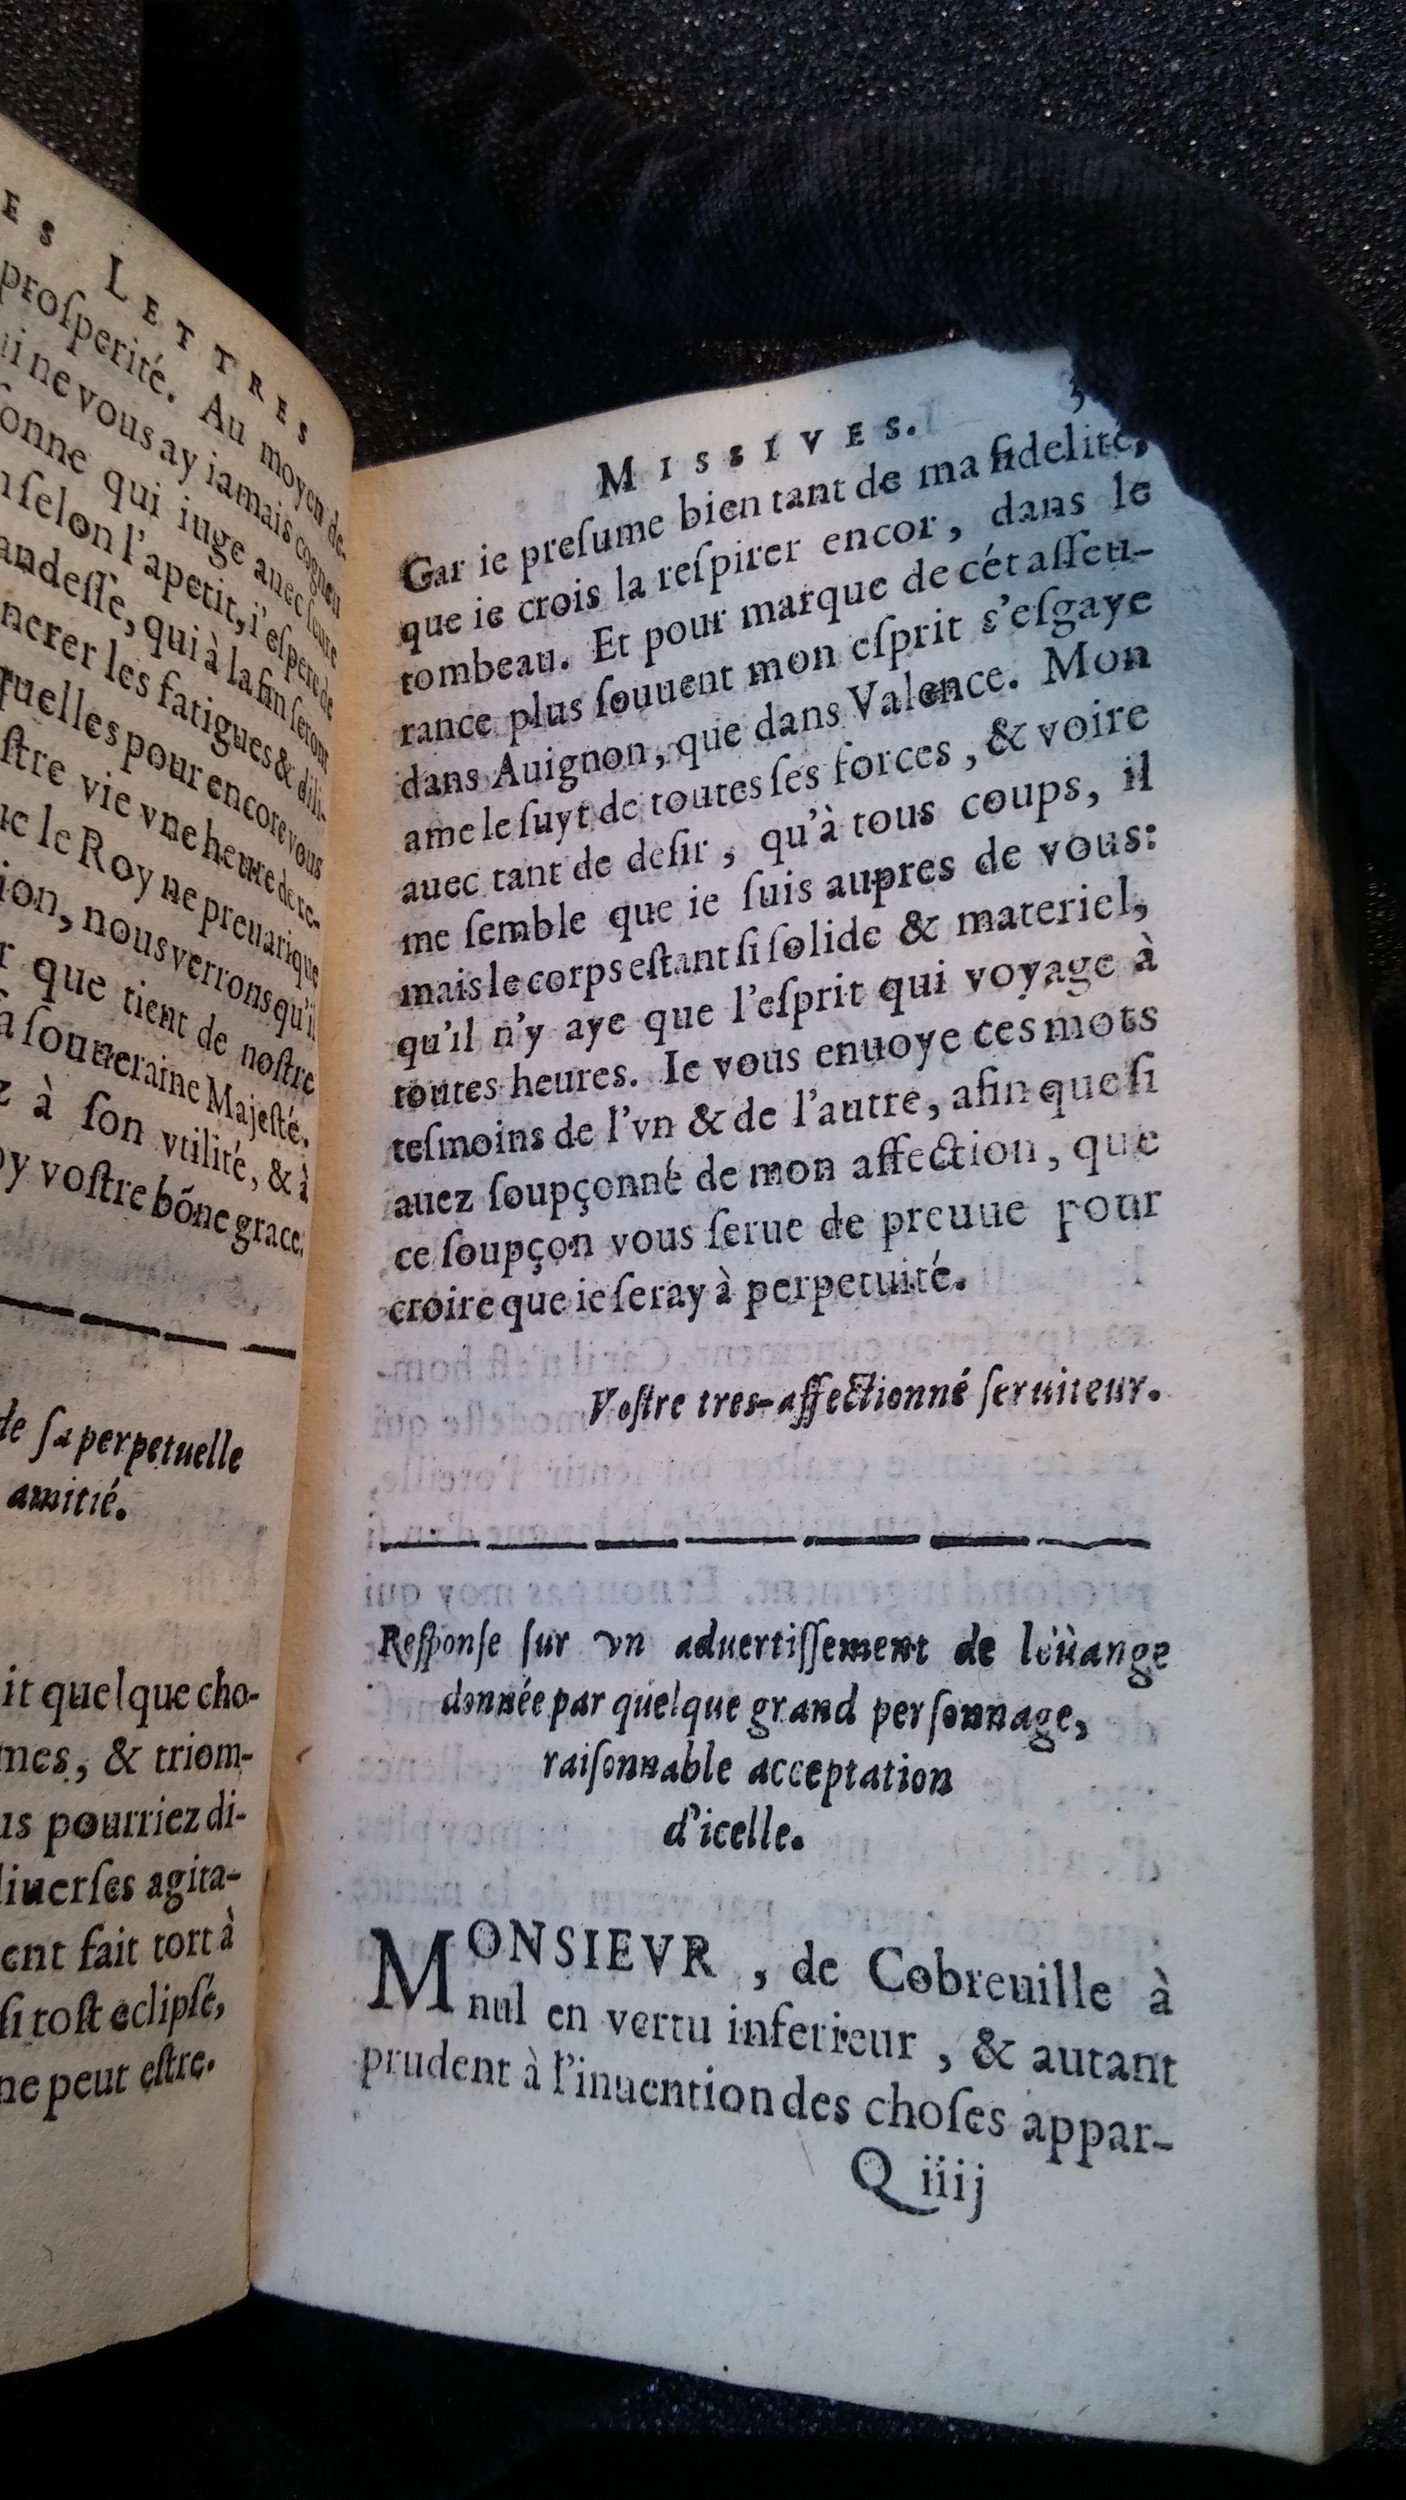 ES LETTRES
proſperité. Au moyen de-
i ne vous ay iamais cogneu
onne qui iuge auec ſeure
ſelon l'apetit, i'eſpere de
andeſſe, qui à la fin ſeront
ncrer les fatigues & dili-
quelles pour encore vous
ſtre vie vne heure de re-
le Roy ne preuarique
ion, nous verrons qu'il
r que tient de noſtre
a ſouueraine Majeſté.
z à ſon vtilité, & à
oy voſtre bõne grace.
de ſa perpetuelle
amitié.
it quelque cho-
mes, & triom-
us pourriez di-
diuerſes agita-
ent fait tort à
ſi toſt eclipſé,
ne peut eſtre.
MISSIVES.
Car ie preſume bien tant de ma fidelité,
que ie crois la reſpirer encor, dans le
tombeau. Et pour marque de cét aſſeu-
rance plus ſouuent mon eſprit s'eſgaye
dans Auignon, que dans Valence. Mon
ame le ſuyt de toutes ſes forces, & voire
auec tant de deſir, qu'à tous coups, il
me ſemble que ie ſuis aupres de vous:
mais le corps eſtant ſi ſolide & materiel,
qu'il n'y aye que l'eſprit qui voyage à
toutes heures. Ie vous enuoye ces mots
teſmoins de l'vn & de l'autre, afin que ſi
auez ſoupçonné de mon affection, que
ce ſoupçon vous ſerue de preuue pour
croire que ie ſeray à perpetuité.
Voſtre tres-affectionné ſeruiteur.
Reſponſe ſur vn aduertiſſement de loüange
donnée par quelque grand perſonnage,
raiſonnable acceptation
d'icelle.
MONSIEVR, de Cobreuille à
nul en vertu inferieur, & autant
prudent à l'inuention des choſes appar-
Q iiij